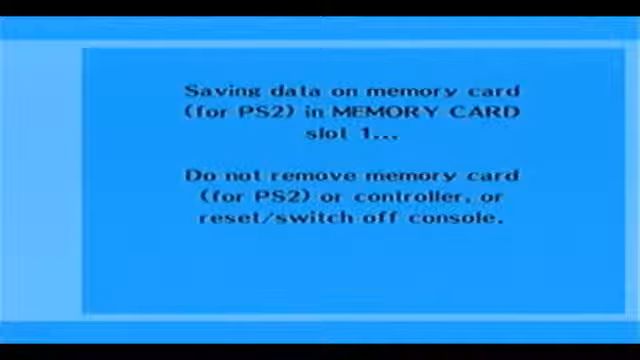 Saving data on memory card
(for PS2) in MEMORY CARD
slot 1...
Do not remove memory card
(for PS2) or controller, or
reset/switch off console.